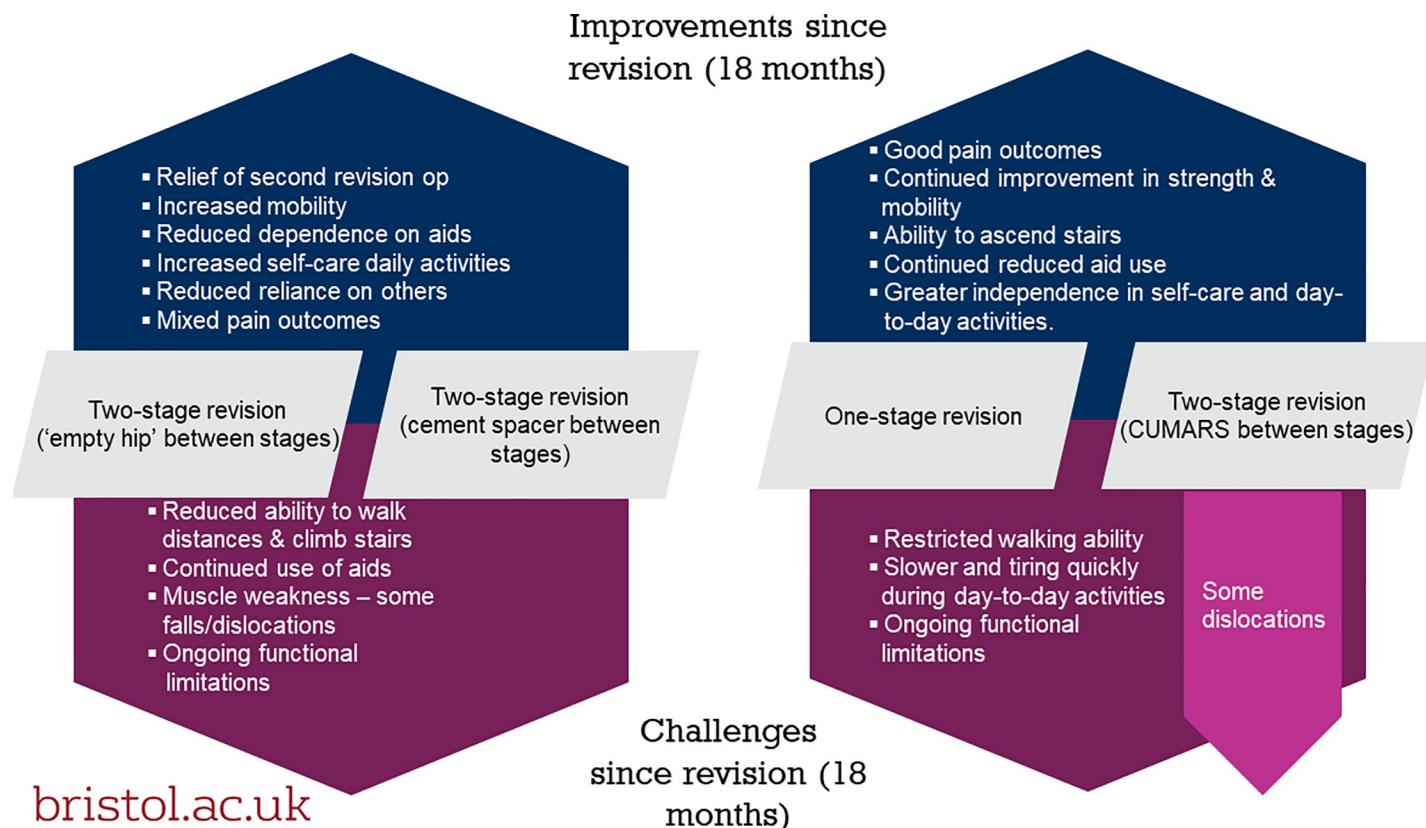 Improvements since
revision (18 months)
▪ Relief of second revision op
▪ Increased mobility
▪ Reduced dependence on aids
▪ Increased self-care daily activities
▪ Reduced reliance on others
▪ Mixed pain outcomes
Two-stage revision
(‘empty hip’ between stages)
Two-stage revision
(cement spacer between
stages)
▪ Reduced ability to walk
distances & climb stairs
▪ Continued use of aids
▪ Muscle weakness – some
falls/dislocations
▪ Ongoing functional
limitations
▪ Good pain outcomes
▪ Continued improvement in strength &
mobility
▪ Ability to ascend stairs
▪ Continued reduced aid use
▪ Greater independence in self-care and day-
to-day activities.
One-stage revision
Two-stage revision
(CUMARS between stages)
▪ Restricted walking ability
▪ Slower and tiring quickly
during day-to-day activities
▪ Ongoing functional
limitations
Some
dislocations
Challenges
since revision (18
months)
bristol.ac.uk